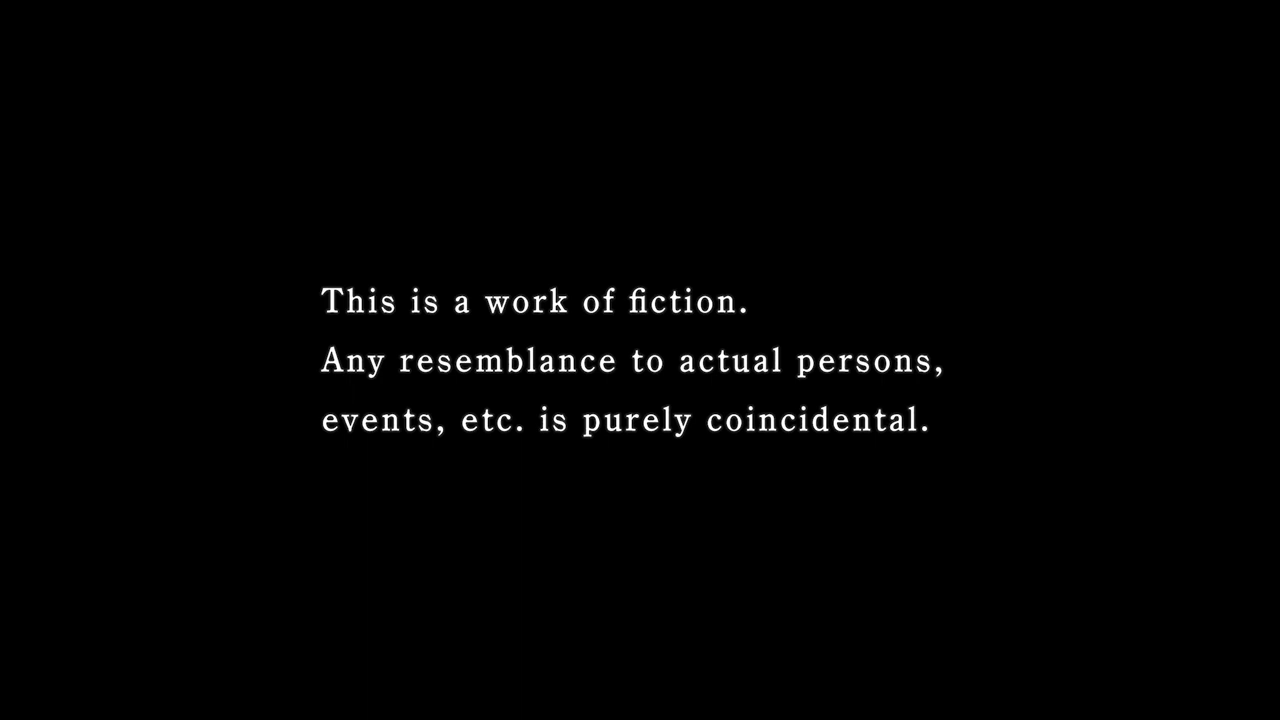 This is a work of fiction.
Any resemblance to actual persons,
events, etc. is purely coincidental.